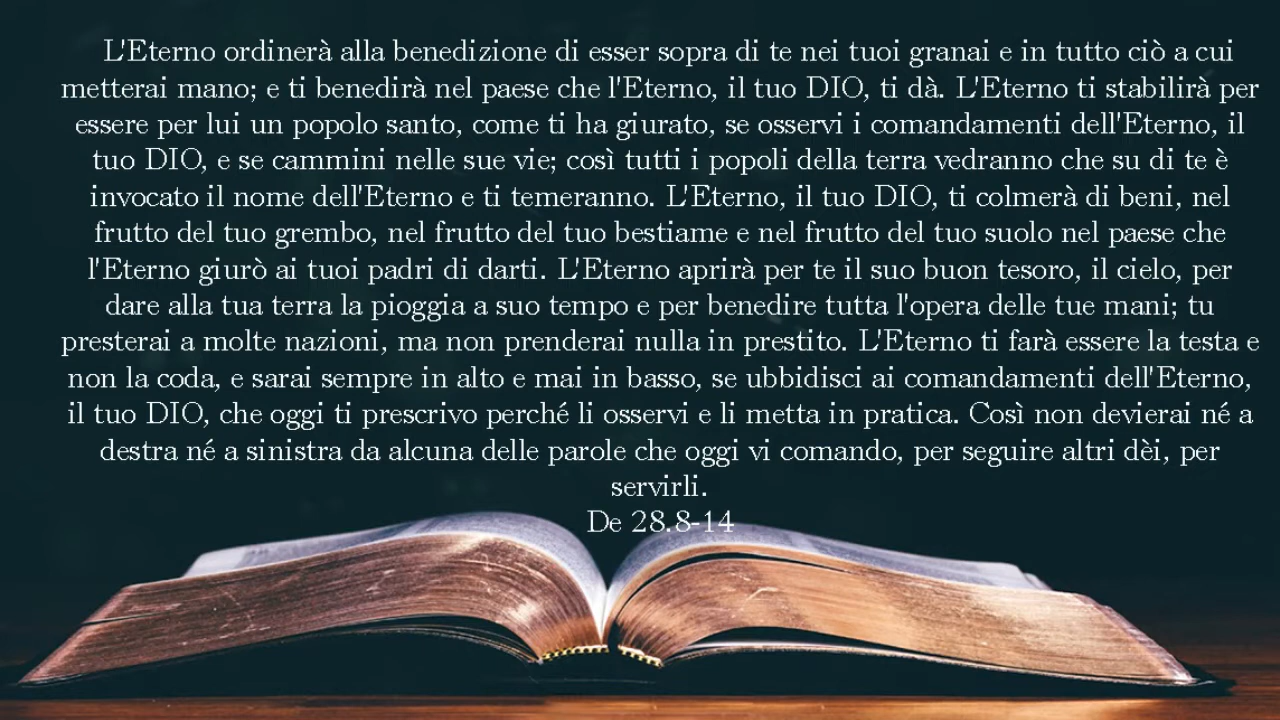 L'Eterno ordinerà alla benedizione di esser sopra di te nei tuoi granai e in tutto ciò a cui
metterai mano; e ti benedirà nel paese che l'Eterno, il tuo DIO, ti dà. L'Eterno ti stabilirà per
essere per lui un popolo santo, come ti ha giurato, se osservi i comandamenti dell'Eterno, il
tuo DIO, e se cammini nelle sue vie; così tutti i popoli della terra vedranno che su di te è
invocato il nome dell'Eterno e ti temeranno. L'Eterno, il tuo DIO, ti colmerà di beni, nel
frutto del tuo grembo, nel frutto del tuo bestiame e nel frutto del tuo suolo nel paese che
l'Eterno giurò ai tuoi padri di darti. L'Eterno aprirà per te il suo buon tesoro, il cielo, per
dare alla tua terra la pioggia a suo tempo e per benedire tutta l'opera delle tue mani; tu
presterai a molte nazioni, ma non prenderai nulla in prestito. L'Eterno ti farà essere la testa e
non la coda, e sarai sempre in alto e mai in basso, se ubbidisci ai comandamenti dell'Eterno,
il tuo DIO, che oggi ti prescrivo perché li osservi e li metta in pratica. Così non devierai né a
destra né a sinistra da alcuna delle parole che oggi vi comando, per seguire altri dèi, per
servirli.
De 28.8-14